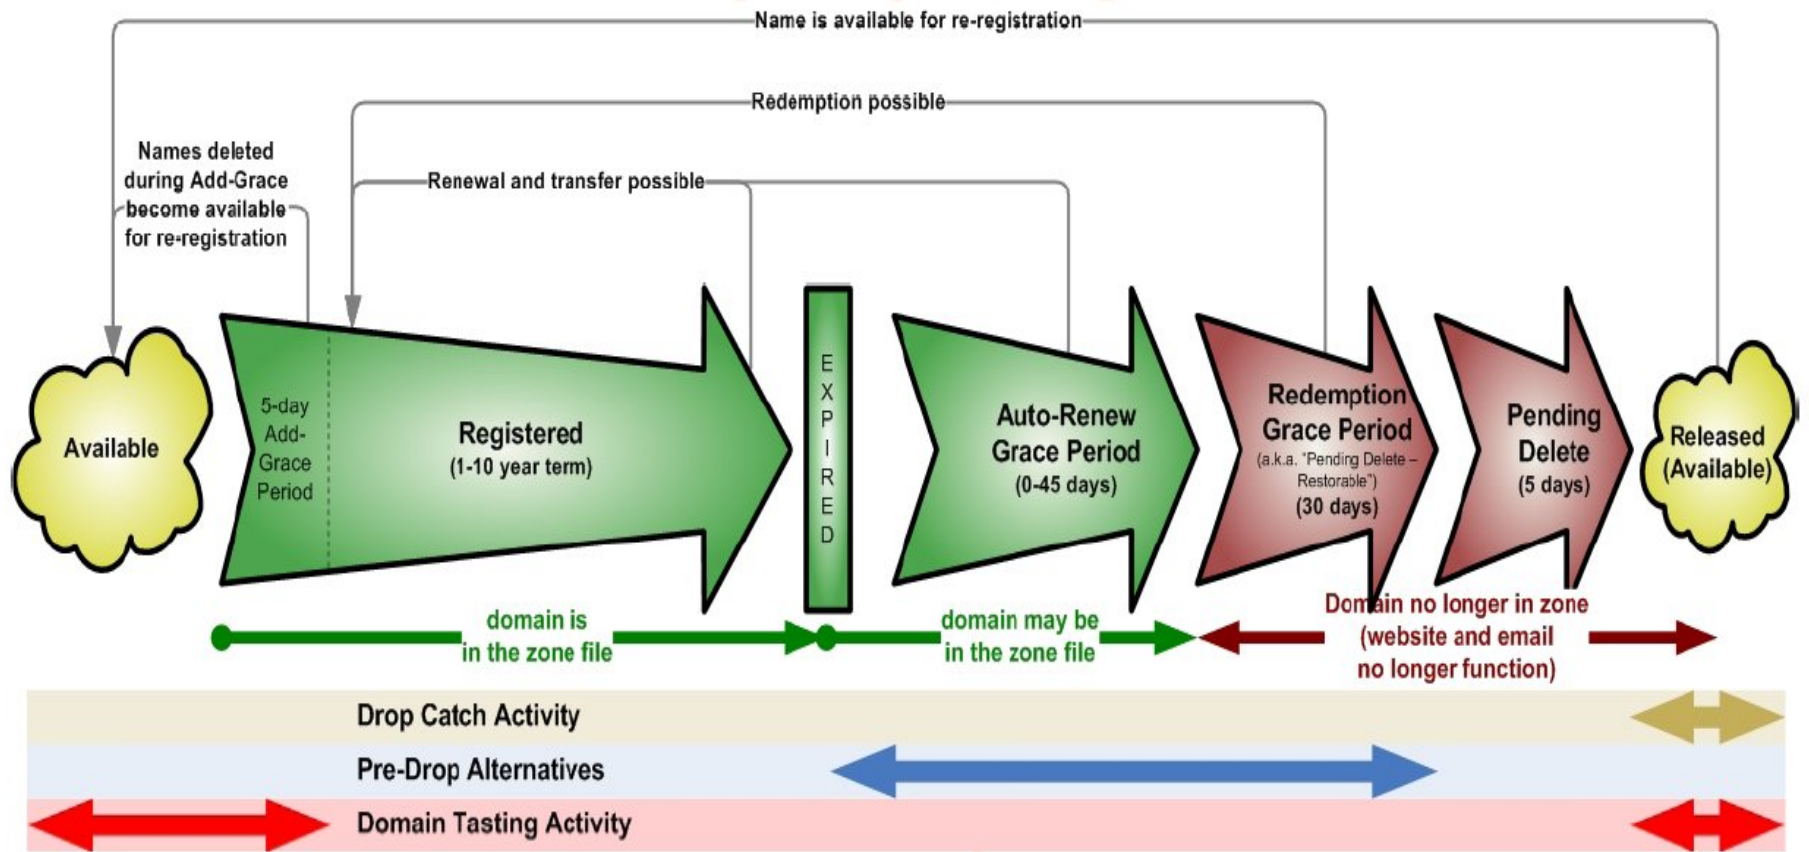 Name is available for re-registration
Redemption possible
Names deleted
during Add-Grace
become available
for re-registration
Renewal and transfer possible
Available
5-day
Add-
Grace
Period
Registered
(1-10 year term)
E
X
P
I
R
E
D
Auto-Renew
Grace Period
(0-45 days)
Redemption
Grace Period
(a.k.a. "Pending Delete –
Restorable")
(30 days)
Pending
Delete
(5 days)
Released
(Available)
domain is
in the zone file
domain may be
in the zone file
Domain no longer in zone
(website and email
no longer function)
Drop Catch Activity
Pre-Drop Alternatives
Domain Tasting Activity